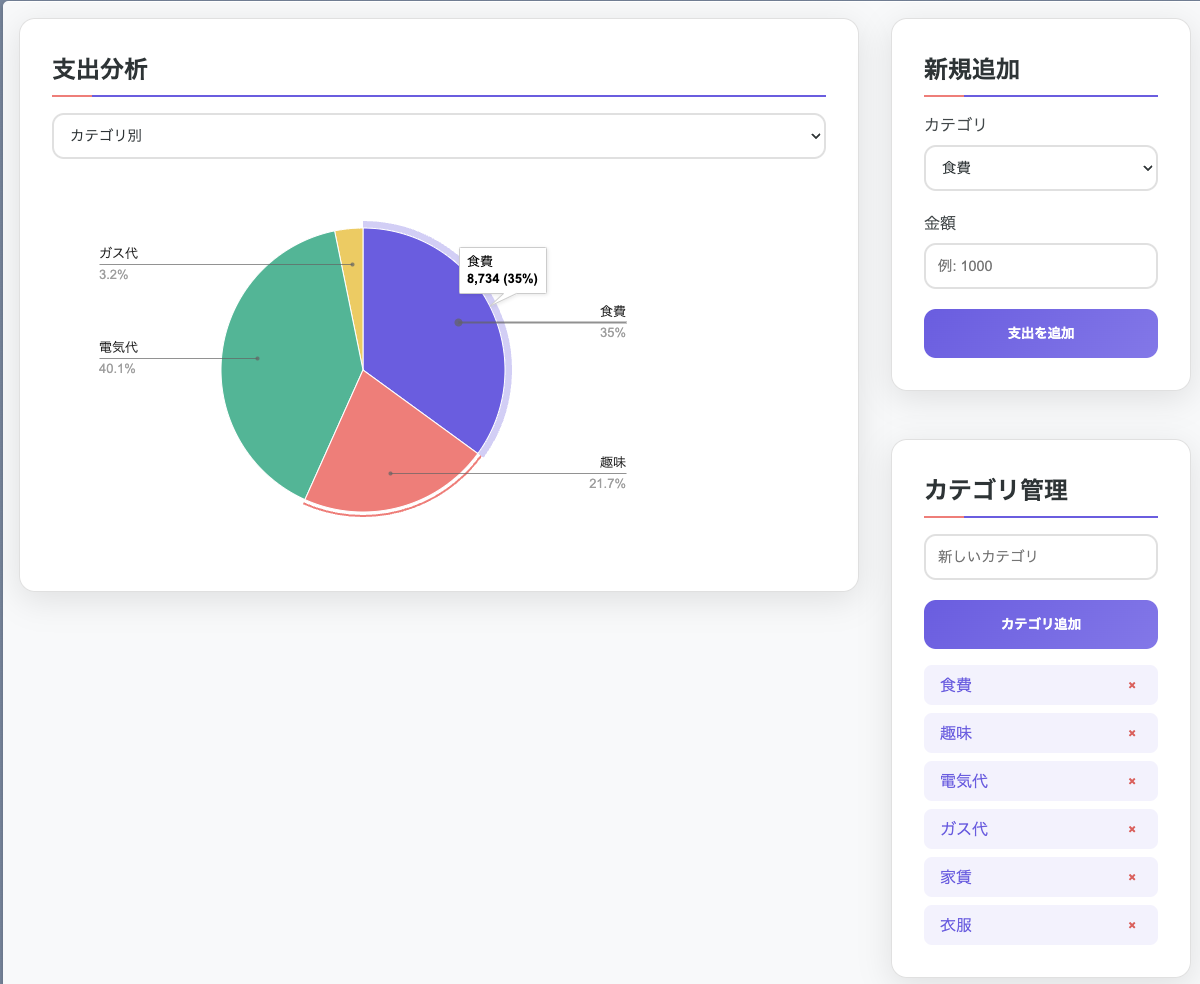 支出分析
カテゴリ別
ガス代
3.2%
電気代
40.1%
食費
8,734 (35%)
食費
35%
趣味
21.7%
新規追加
カテゴリ
食費
金額
例: 1000
支出を追加
カテゴリ管理
新しいカテゴリ
カテゴリ追加
食費
趣味
電気代
ガス代
家賃
衣服